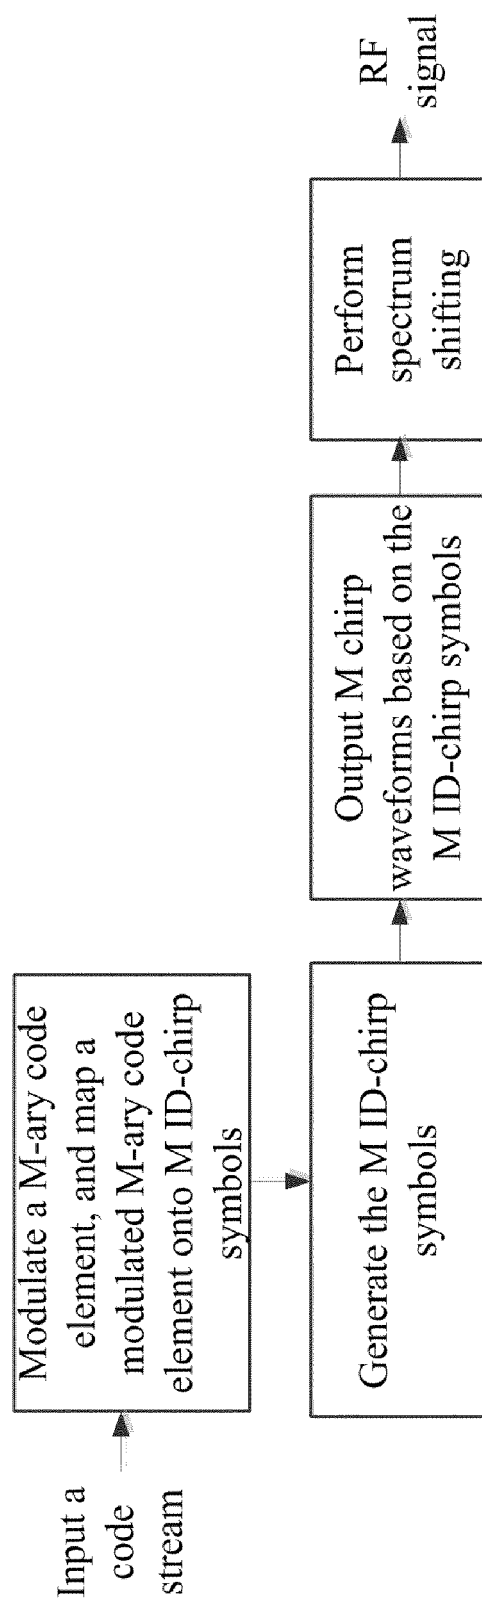 Input a
code
stream
Modulate a M-ary code
element, and map a
modulated M-ary code
element onto M ID-chirp
symbols
Generate the M ID-chirp
symbols
Output M chirp
waveforms based on the
M ID-chirp symbols
Perform
spectrum
shifting
RF
signal